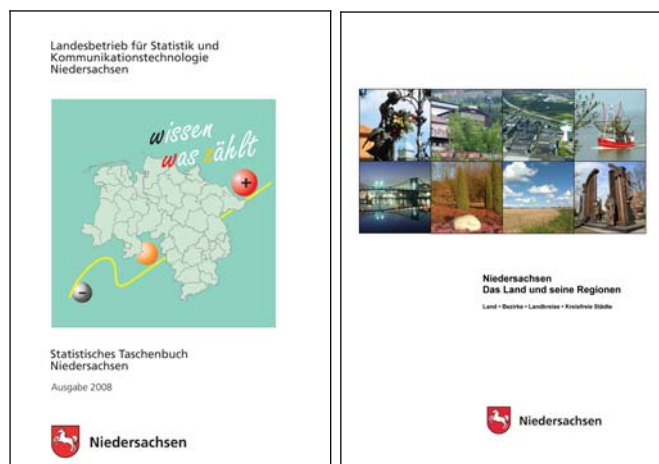 Landesbetrieb für Statistik und
Kommunikationstechnologie
Niedersachsen
wissen
was zählt
+
-
Statistisches Taschenbuch
Niedersachsen
Ausgabe 2008
Niedersachsen
Niedersachsen
Das Land und seine Regionen
Land • Bezirke • Landkreise • Kreisfreie Städte
Niedersachsen